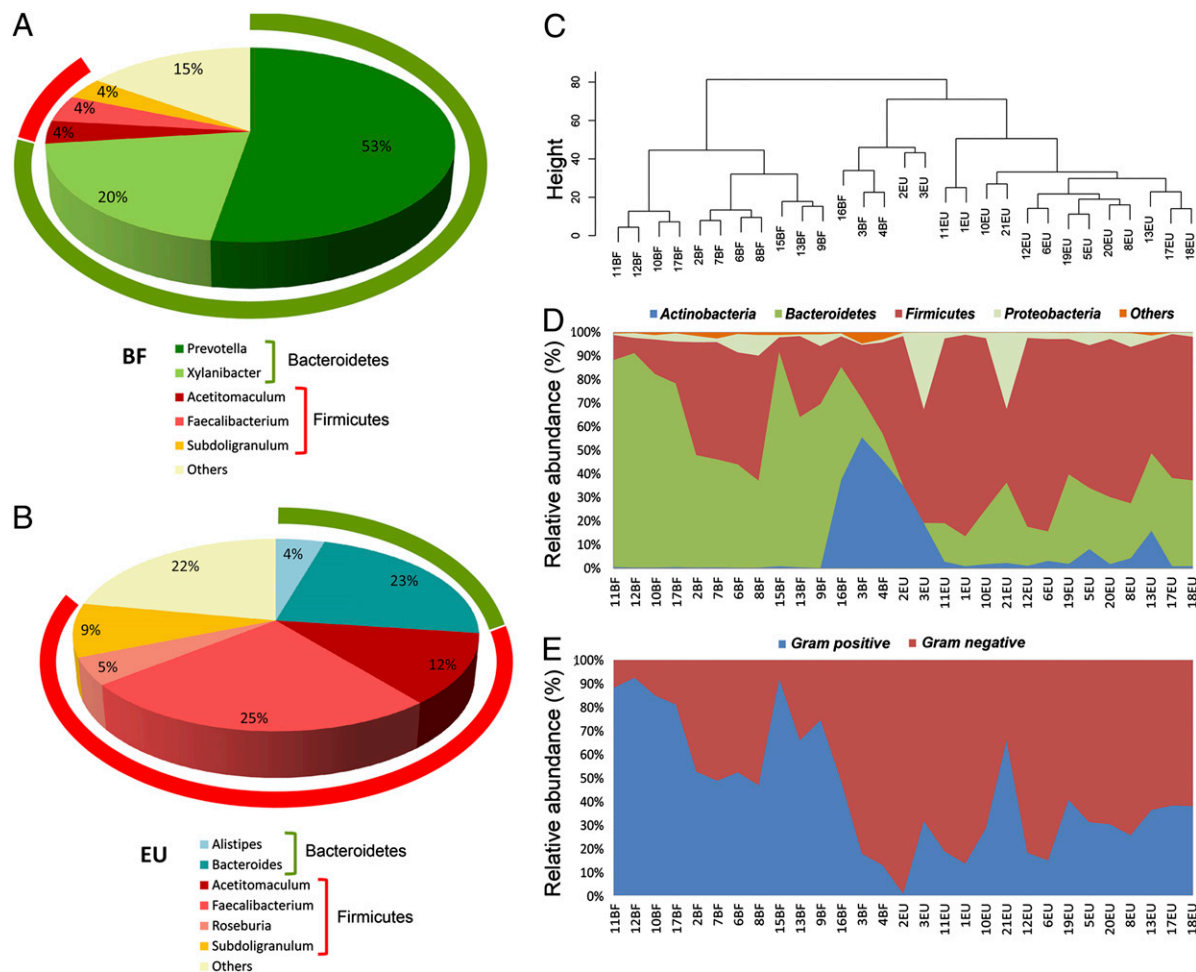 A
15%
4%
4%
4%
53%
20%
BF
Prevotella
Xylanibacter
Bacteroidetes
Acetitomaculum
Faecalibacterium
Subdoligranulum
Firmicutes
Others
B
4%
22%
23%
9%
12%
5%
25%
EU
Alistipes
Bacteroides
Bacteroidetes
Acetitomaculum
Faecalibacterium
Roseburia
Subdoligranulum
Firmicutes
Others
C
Height
80
60
40
20
0
11BF 12BF 10BF 17BF 2BF 7BF 6BF 8BF 15BF 13BF 9BF 16BF 3BF 4BF 2EU 3EU 11EU 1EU 10EU 21EU 12EU 6EU 19EU 5EU 20EU 8EU 13EU 17EU 18EU
D
Actinobacteria Bacteroidetes Firmicutes Proteobacteria Others
Relative abundance (%)
100%
90%
80%
70%
60%
50%
40%
30%
20%
10%
0%
11BF 12BF 10BF 17BF 2BF 7BF 6BF 8BF 15BF 13BF 9BF 16BF 3BF 4BF 2EU 3EU 11EU 1EU 10EU 21EU 12EU 6EU 19EU 5EU 20EU 8EU 13EU 17EU 18EU
E
Gram positive Gram negative
Relative abundance (%)
100%
90%
80%
70%
60%
50%
40%
30%
20%
10%
0%
11BF 12BF 10BF 17BF 2BF 7BF 6BF 8BF 15BF 13BF 9BF 16BF 3BF 4BF 2EU 3EU 11EU 1EU 10EU 21EU 12EU 6EU 19EU 5EU 20EU 8EU 13EU 17EU 18EU